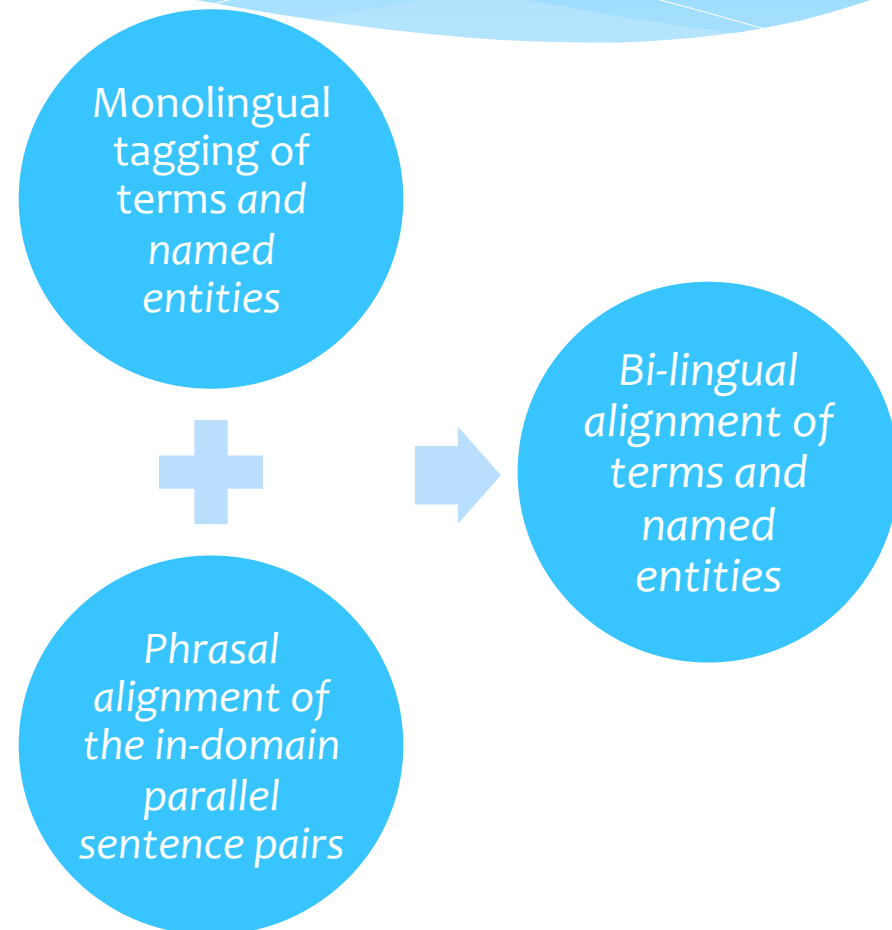 Monolingual
tagging of
terms and
named
entities
Phrasal
alignment of
the in-domain
parallel
sentence pairs
Bi-lingual
alignment of
terms and
named
entities